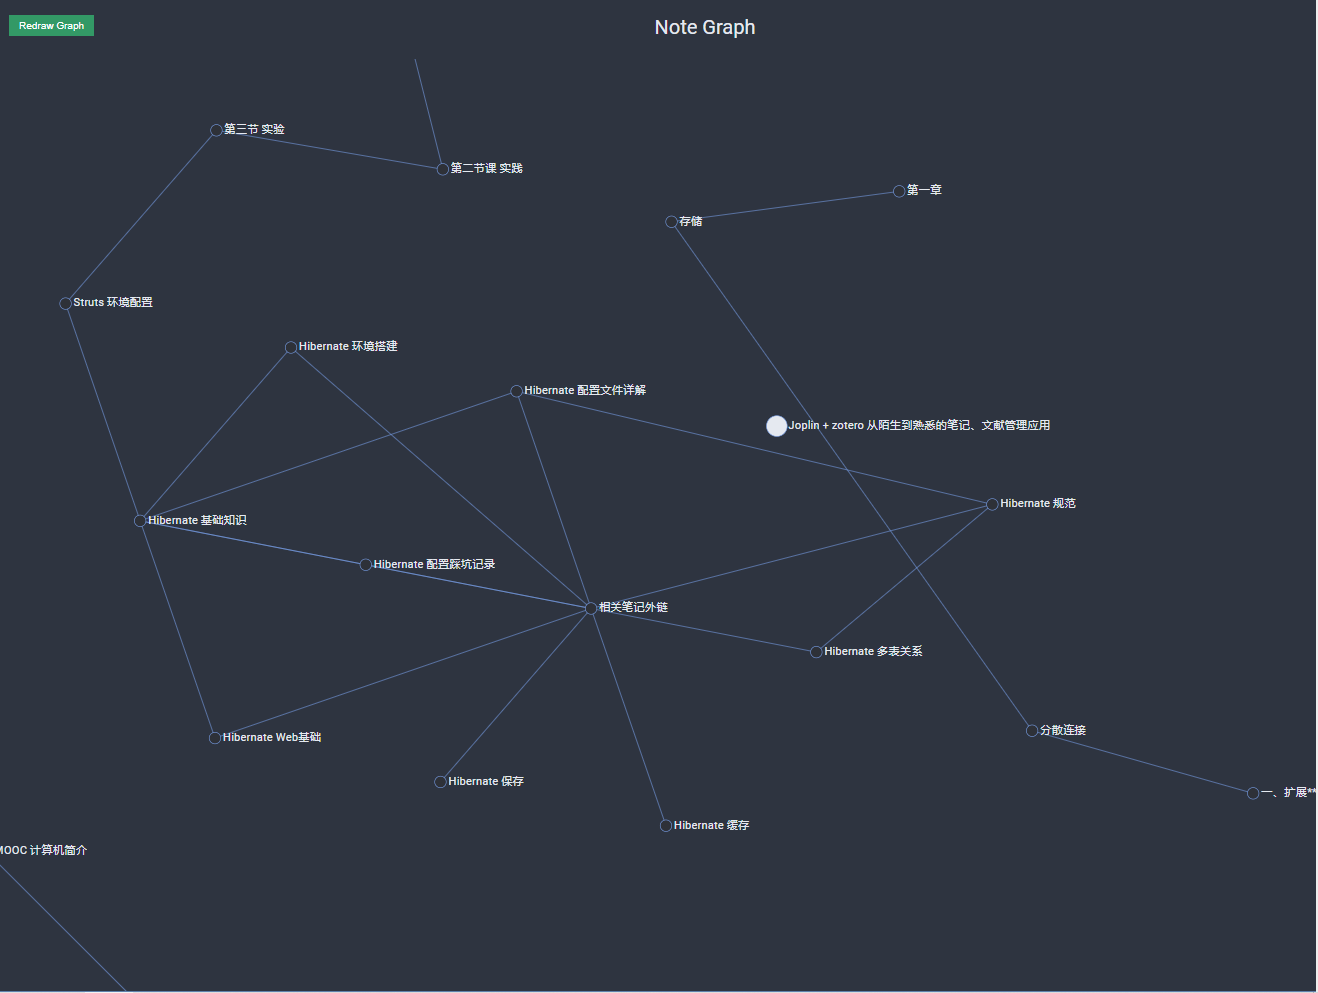 Redraw Graph
Note Graph
第三节 实验
第二节课 实践
第一章
存储
Struts 环境配置
Hibernate 环境搭建
Hibernate 配置文件详解
Joplin + zotero 从陌生到熟悉的笔记、文献管理应用
Hibernate 规范
Hibernate 基础知识
Hibernate 配置踩坑记录
相关笔记外链
Hibernate 多表关系
分散连接
Hibernate Web基础
Hibernate 保存
一、扩展**
Hibernate 缓存
MOOC 计算机简介